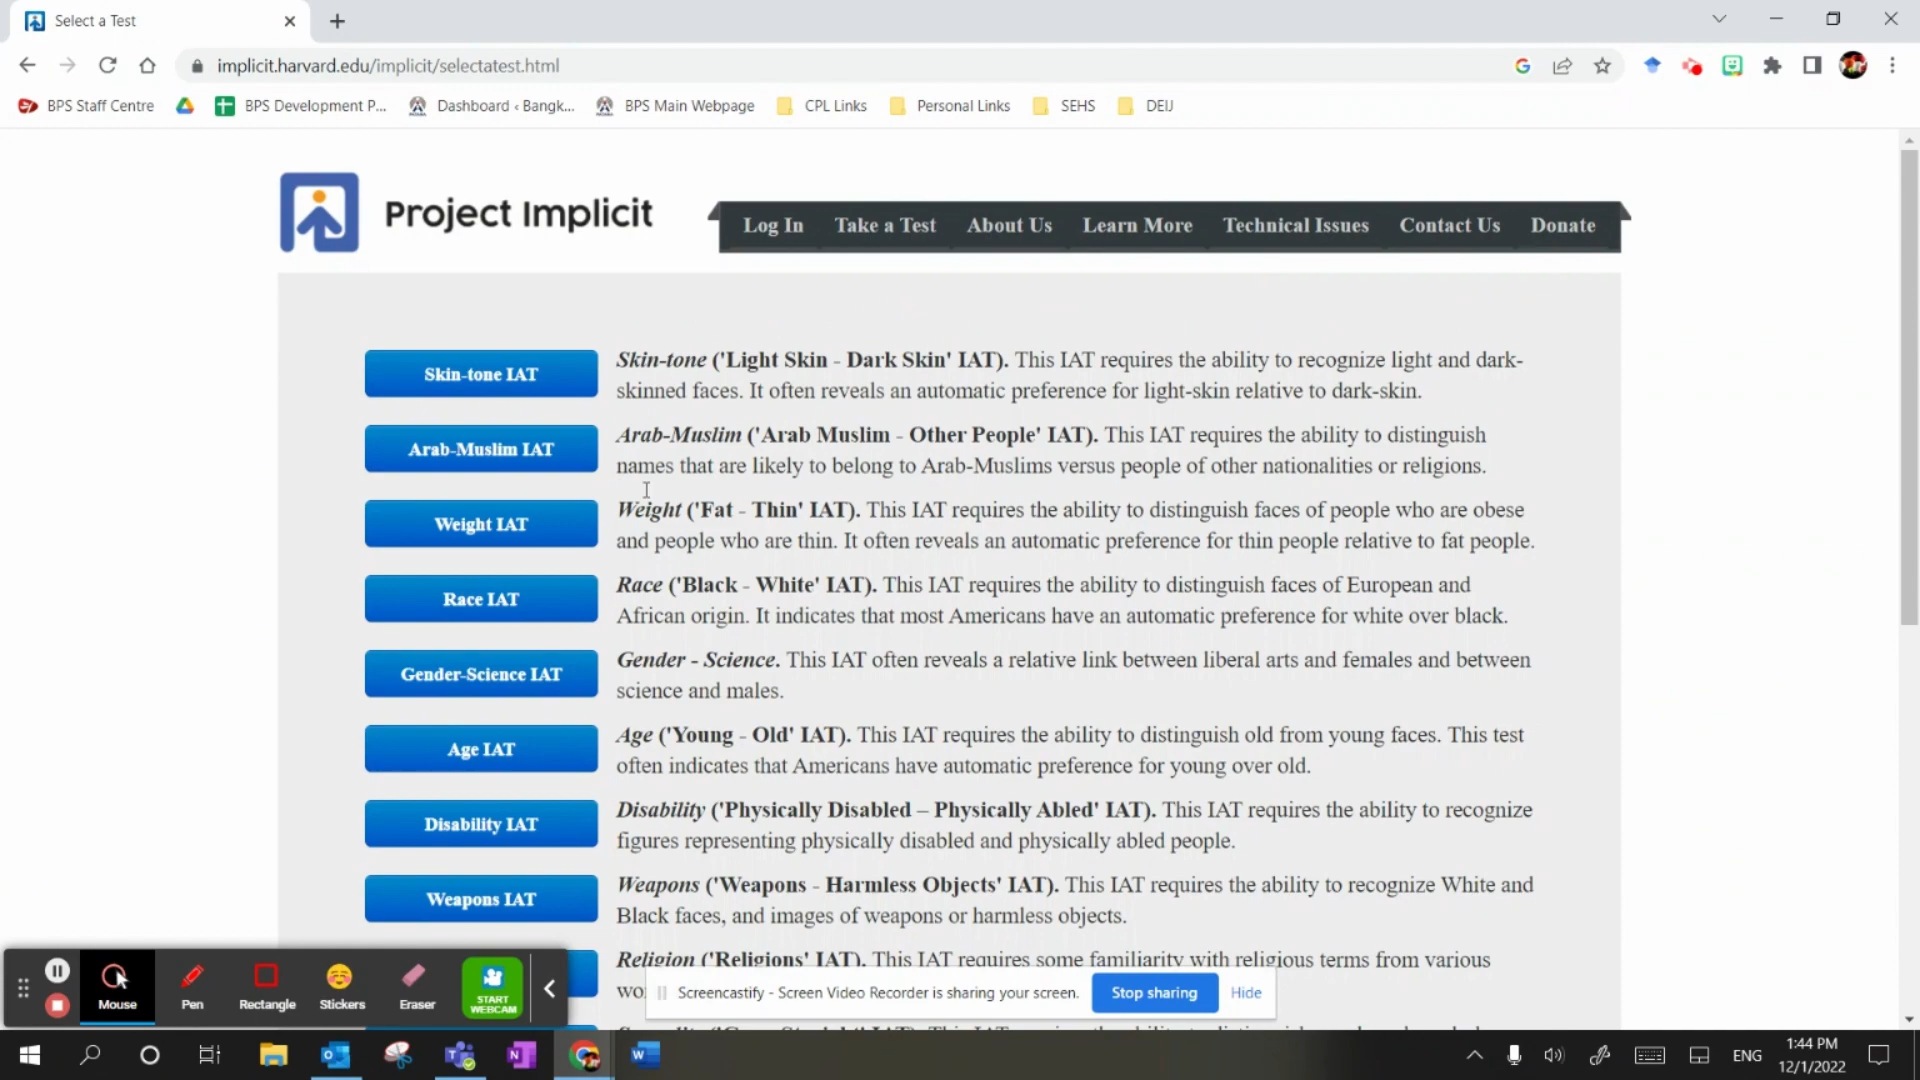 Select a Test
implicit.harvard.edu/implicit/selectatest.html
BPS Staff Centre
BPS Development P...
Dashboard ‹ Bangk...
BPS Main Webpage
CPL Links
Personal Links
SEHS
DEIJ
Project Implicit
Log In
Take a Test
About Us
Learn More
Technical Issues
Contact Us
Donate
Skin-tone IAT
Skin-tone ('Light Skin - Dark Skin' IAT). This IAT requires the ability to recognize light and dark-
skinned faces. It often reveals an automatic preference for light-skin relative to dark-skin.
Arab-Muslim IAT
Arab-Muslim ('Arab Muslim - Other People' IAT). This IAT requires the ability to distinguish
names that are likely to belong to Arab-Muslims versus people of other nationalities or religions.
Weight IAT
Weight ('Fat - Thin' IAT). This IAT requires the ability to distinguish faces of people who are obese
and people who are thin. It often reveals an automatic preference for thin people relative to fat people.
Race IAT
Race ('Black - White' IAT). This IAT requires the ability to distinguish faces of European and
African origin. It indicates that most Americans have an automatic preference for white over black.
Gender-Science IAT
Gender - Science. This IAT often reveals a relative link between liberal arts and females and between
science and males.
Age IAT
Age ('Young - Old' IAT). This IAT requires the ability to distinguish old from young faces. This test
often indicates that Americans have automatic preference for young over old.
Disability IAT
Disability ('Physically Disabled – Physically Abled' IAT). This IAT requires the ability to recognize
figures representing physically disabled and physically abled people.
Weapons IAT
Weapons ('Weapons - Harmless Objects' IAT). This IAT requires the ability to recognize White and
Black faces, and images of weapons or harmless objects.
Religion ('Religions' IAT). This IAT requires some familiarity with religious terms from various
Mouse
Pen
Rectangle
Stickers
Eraser
START
WEBCAM
Screencastify - Screen Video Recorder is sharing your screen.
Stop sharing
Hide
ENG
1:44 PM
12/1/2022